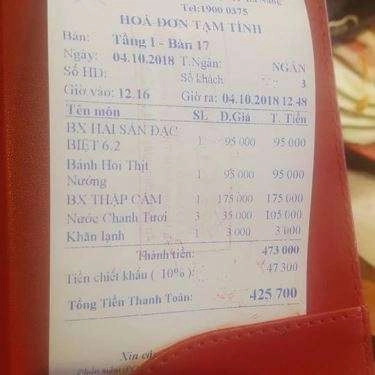 Tel:1900 0375
HOÁ ĐƠN TẠM TÍNH
Bàn: Tầng 1 - Bàn 17
Ngày: 04.10.2018 T.Ngân: NGÂN
Số HD: Số khách 3
Giờ vào: 12.16 Giờ ra: 04.10.2018 12.48
Tên món SL Đ.Giá T. Tiền
BX HẢI SẢN ĐẶC
BIỆT 6.2 1 95 000 95 000
Bánh Hỏi Thịt
Nướng 1 95 000 95 000
BX THẬP CẨM 1 175 000 175 000
Nước Chanh Tươi 3 35 000 105 000
Khăn lạnh 1 3 000 3 000
Thành tiền: 473 000
Tiền chiết khấu ( 10% ): 47 300
Tổng Tiền Thanh Toán: 425 700
Xin